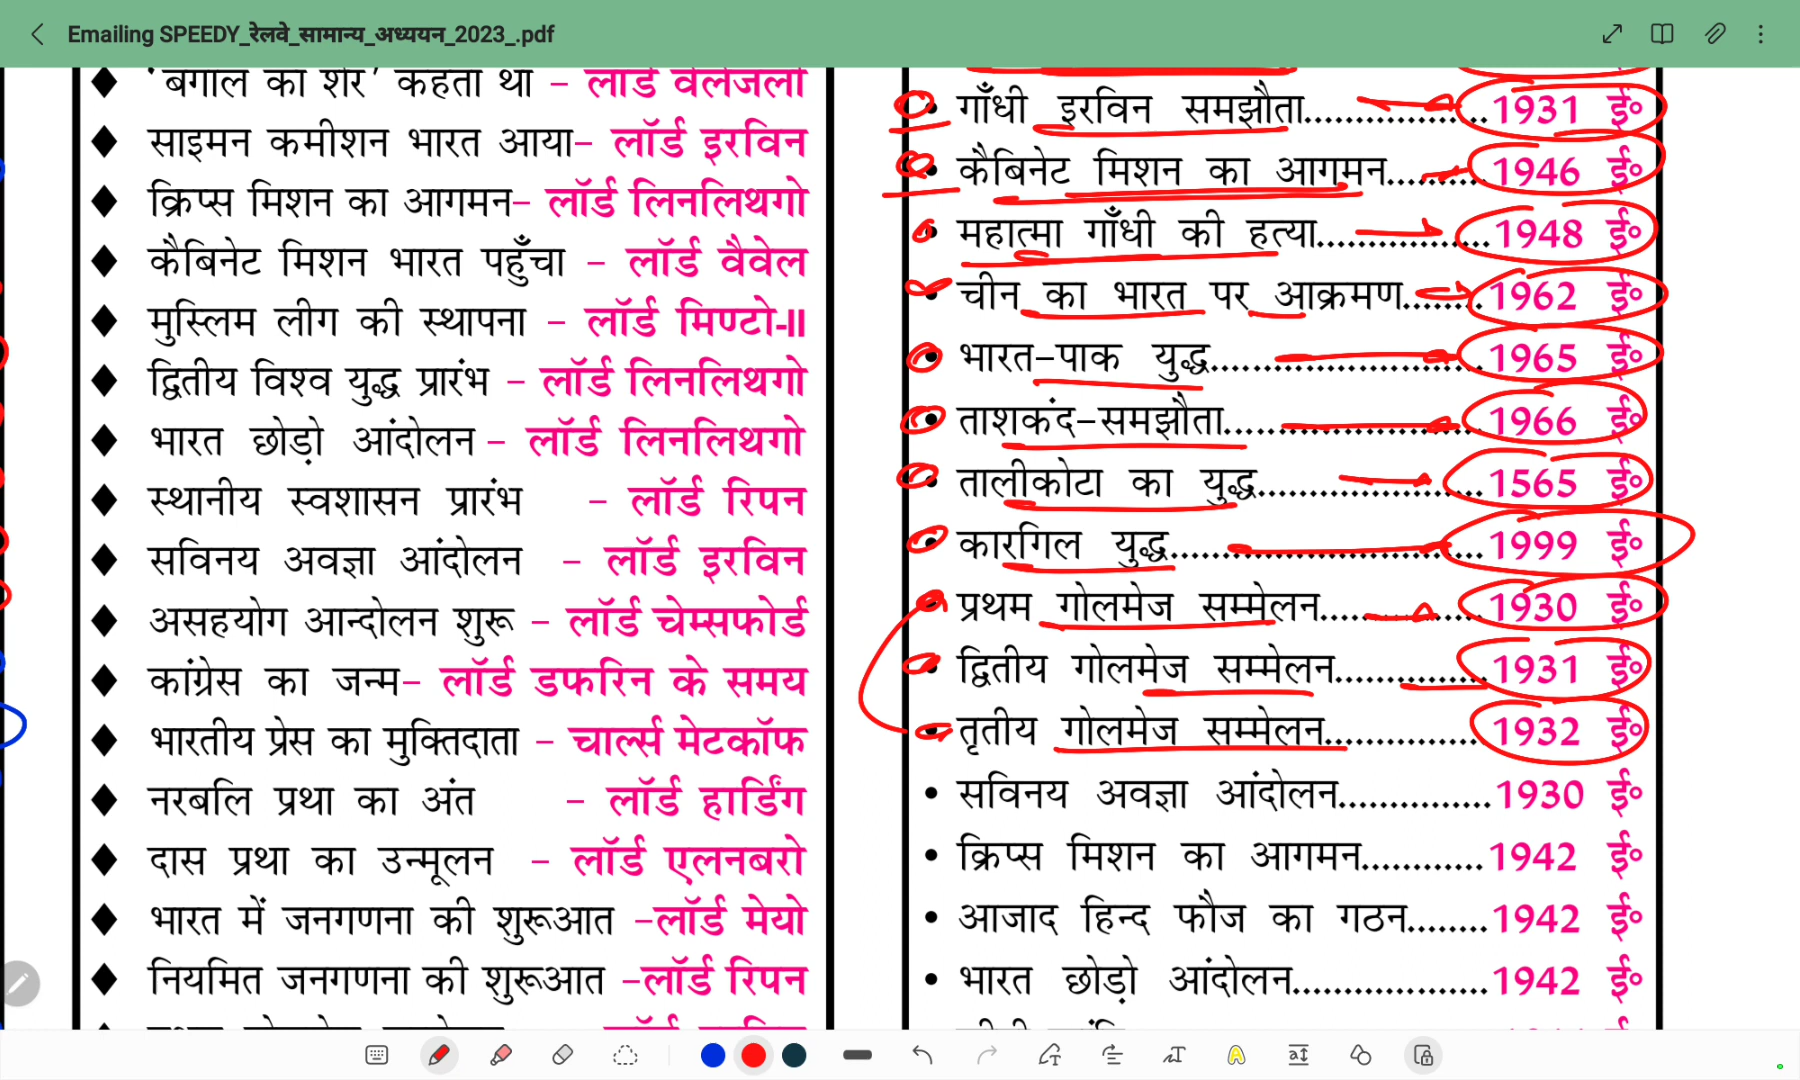 Emailing SPEEDY_रेलवे_सामान्य_अध्ययन_2023_.pdf
'बंगाल का शेर' कहता था - लॉर्ड वेलेजली
साइमन कमीशन भारत आया- लॉर्ड इरविन
क्रिप्स मिशन का आगमन- लॉर्ड लिनलिथगो
कैबिनेट मिशन भारत पहुँचा - लॉर्ड वैवेल
मुस्लिम लीग की स्थापना - लॉर्ड मिण्टो-II
द्वितीय विश्व युद्ध प्रारंभ - लॉर्ड लिनलिथगो
भारत छोड़ो आंदोलन - लॉर्ड लिनलिथगो
स्थानीय स्वशासन प्रारंभ - लॉर्ड रिपन
सविनय अवज्ञा आंदोलन - लॉर्ड इरविन
असहयोग आन्दोलन शुरू - लॉर्ड चेम्सफोर्ड
कांग्रेस का जन्म- लॉर्ड डफरिन के समय
भारतीय प्रेस का मुक्तिदाता - चार्ल्स मेटकॉफ
नरबलि प्रथा का अंत - लॉर्ड हार्डिंग
दास प्रथा का उन्मूलन - लॉर्ड एलनबरो
भारत में जनगणना की शुरूआत -लॉर्ड मेयो
नियमित जनगणना की शुरूआत -लॉर्ड रिपन
• गाँधी इरविन समझौता.................1931 ई०
• कैबिनेट मिशन का आगमन.........1946 ई०
• महात्मा गाँधी की हत्या................1948 ई०
• चीन का भारत पर आक्रमण.......1962 ई०
• भारत-पाक युद्ध..........................1965 ई०
• ताशकंद-समझौता........................1966 ई०
• तालीकोटा का युद्ध.....................1565 ई०
• कारगिल युद्ध.............................1999 ई०
• प्रथम गोलमेज सम्मेलन...............1930 ई०
• द्वितीय गोलमेज सम्मेलन..............1931 ई०
• तृतीय गोलमेज सम्मेलन...............1932 ई०
• सविनय अवज्ञा आंदोलन..............1930 ई०
• क्रिप्स मिशन का आगमन...........1942 ई०
• आजाद हिन्द फौज का गठन.......1942 ई०
• भारत छोड़ो आंदोलन..................1942 ई०